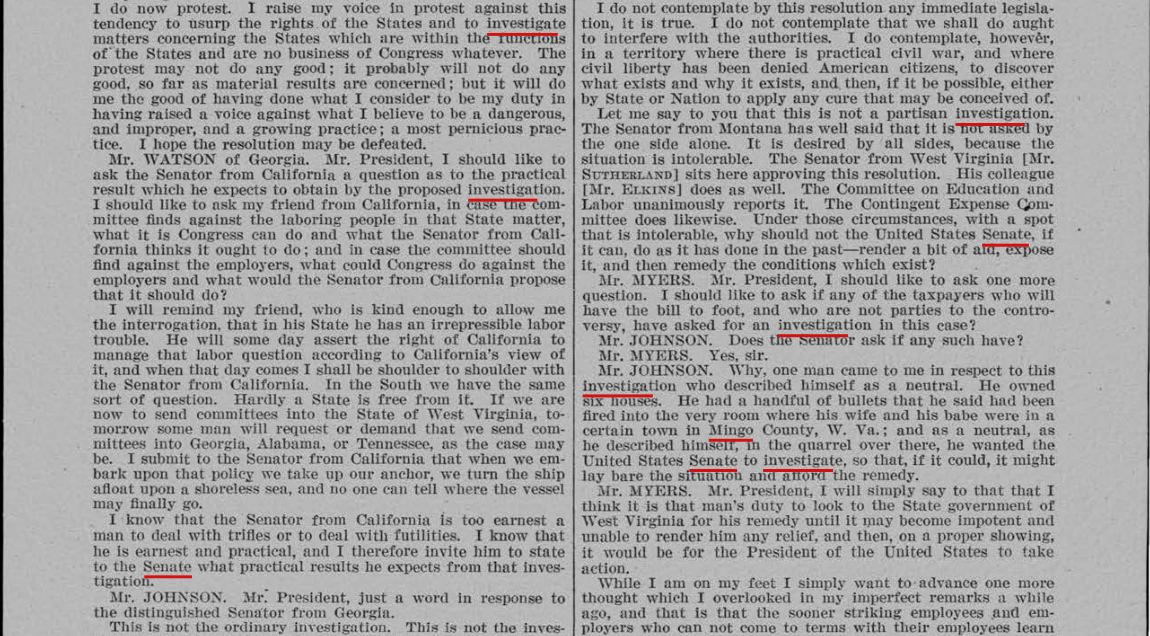 I do now protest. I raise my voice in protest against this
tendency to usurp the rights of the States and to investigate
matters concerning the States which are within the functions
of the States and are no business of Congress whatever. The
protest may not do any good; it probably will not do any
good, so far as material results are concerned; but it will do
me the good of having done what I consider to be my duty in
having raised a voice against what I believe to be a dangerous,
and improper, and a growing practice; a most pernicious prac-
tice. I hope the resolution may be defeated.
Mr. WATSON of Georgia. Mr. President, I should like to
ask the Senator from California a question as to the practical
result which he expects to obtain by the proposed investigation.
I should like to ask my friend from California, in case the com-
mittee finds against the laboring people in that State matter,
what it is Congress can do and what the Senator from Cali-
fornia thinks it ought to do; and in case the committee should
find against the employers, what could Congress do against the
employers and what would the Senator from California propose
that it should do?
I will remind my friend, who is kind enough to allow me
the interrogation, that in his State he has an irrepressible labor
trouble. He will some day assert the right of California to
manage that labor question according to California's view of
it, and when that day comes I shall be shoulder to shoulder with
the Senator from California. In the South we have the same
sort of question. Hardly a State is free from it. If we are
now to send committees into the State of West Virginia, to-
morrow some man will request or demand that we send com-
mittees into Georgia, Alabama, or Tennessee, as the case may
be. I submit to the Senator from California that when we em-
bark upon that policy we take up our anchor, we turn the ship
afloat upon a shoreless sea, and no one can tell where the vessel
may finally go.
I know that the Senator from California is too earnest a
man to deal with trifles or to deal with futilities. I know that
he is earnest and practical, and I therefore invite him to state
to the Senate what practical results he expects from that inves-
tigation.
Mr. JOHNSON. Mr. President, just a word in response to
the distinguished Senator from Georgia.
This is not the ordinary investigation. This is not the inves-
I do not contemplate by this resolution any immediate legisla-
tion, it is true. I do not contemplate that we shall do aught
to interfere with the authorities. I do contemplate, however,
in a territory where there is practical civil war, and where
civil liberty has been denied American citizens, to discover
what exists and why it exists, and then, if it be possible, either
by State or Nation to apply any cure that may be conceived of.
Let me say to you that this is not a partisan investigation.
The Senator from Montana has well said that it is not asked by
the one side alone. It is desired by all sides, because the
situation is intolerable. The Senator from West Virginia [Mr.
SUTHERLAND] sits here approving this resolution. His colleague
[Mr. ELKINS] does as well. The Committee on Education and
Labor unanimously reports it. The Contingent Expense Com-
mittee does likewise. Under those circumstances, with a spot
that is intolerable, why should not the United States Senate, if
it can, do as it has done in the past—render a bit of aid, expose
it, and then remedy the conditions which exist?
Mr. MYERS. Mr. President, I should like to ask one more
question. I should like to ask if any of the taxpayers who will
have the bill to foot, and who are not parties to the contro-
versy, have asked for an investigation in this case?
Mr. JOHNSON. Does the Senator ask if any such have?
Mr. MYERS. Yes, sir.
Mr. JOHNSON. Why, one man came to me in respect to this
investigation who described himself as a neutral. He owned
six houses. He had a handful of bullets that he said had been
fired into the very room where his wife and his babe were in a
certain town in Mingo County, W. Va.; and as a neutral, as
he described himself, in the quarrel over there, he wanted the
United States Senate to investigate, so that, if it could, it might
lay bare the situation and afford the remedy.
Mr. MYERS. Mr. President, I will simply say to that that I
think it is that man's duty to look to the State government of
West Virginia for his remedy until it may become impotent and
unable to render him any relief, and then, on a proper showing,
it would be for the President of the United States to take
action.
While I am on my feet I simply want to advance one more
thought which I overlooked in my imperfect remarks a while
ago, and that is that the sooner striking employees and em-
ployers who can not come to terms with their employees learn